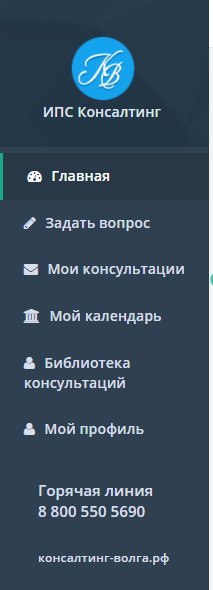 КВ
ИПС Консалтинг
Главная
Задать вопрос
Мои консультации
Мой календарь
Библиотека
консультаций
Мой профиль
Горячая линия
8 800 550 5690
консалтинг-волга.рф